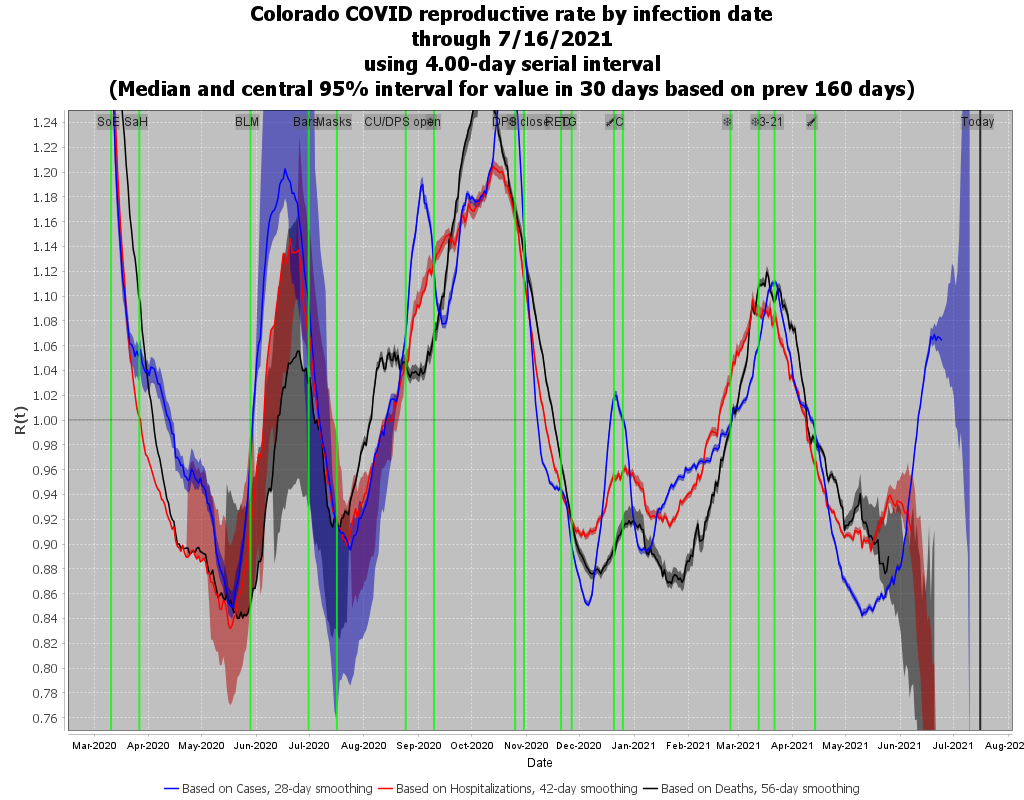 Colorado COVID reproductive rate by infection date
through 7/16/2021
using 4.00-day serial interval
(Median and central 95% interval for value in 30 days based on prev 160 days)
SoE SaH BLM Bars Masks CU/DPS open DPS close RED 3-21 Today
1.24
1.22
1.20
1.18
1.16
1.14
1.12
1.10
1.08
1.06
1.04
1.02
1.00
0.98
0.96
0.94
0.92
0.90
0.88
0.86
0.84
0.82
0.80
0.78
0.76
R(t)
Mar-2020 Apr-2020 May-2020 Jun-2020 Jul-2020 Aug-2020 Sep-2020 Oct-2020 Nov-2020 Dec-2020 Jan-2021 Feb-2021 Mar-2021 Apr-2021 May-2021 Jun-2021 Jul-2021 Aug-202
Date
Based on Cases, 28-day smoothing Based on Hospitalizations, 42-day smoothing Based on Deaths, 56-day smoothing